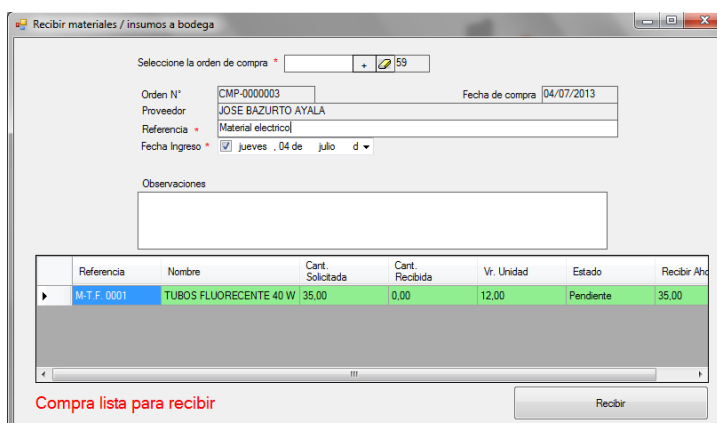 Recibir materiales / insumos a bodega
Seleccione la orden de compra * + 59
Orden N° CMP-0000003 Fecha de compra 04/07/2013
Proveedor JOSE BAZURTO AYALA
Referencia * Material electrico
Fecha Ingreso * jueves , 04 de julio d
Observaciones
Referencia Nombre Cant. Solicitada Cant. Recibida Vr. Unidad Estado Recibir Aho
M-T.F. 0001 TUBOS FLUORECENTE 40 W 35,00 0,00 12,00 Pendiente 35,00
Compra lista para recibir Recibir